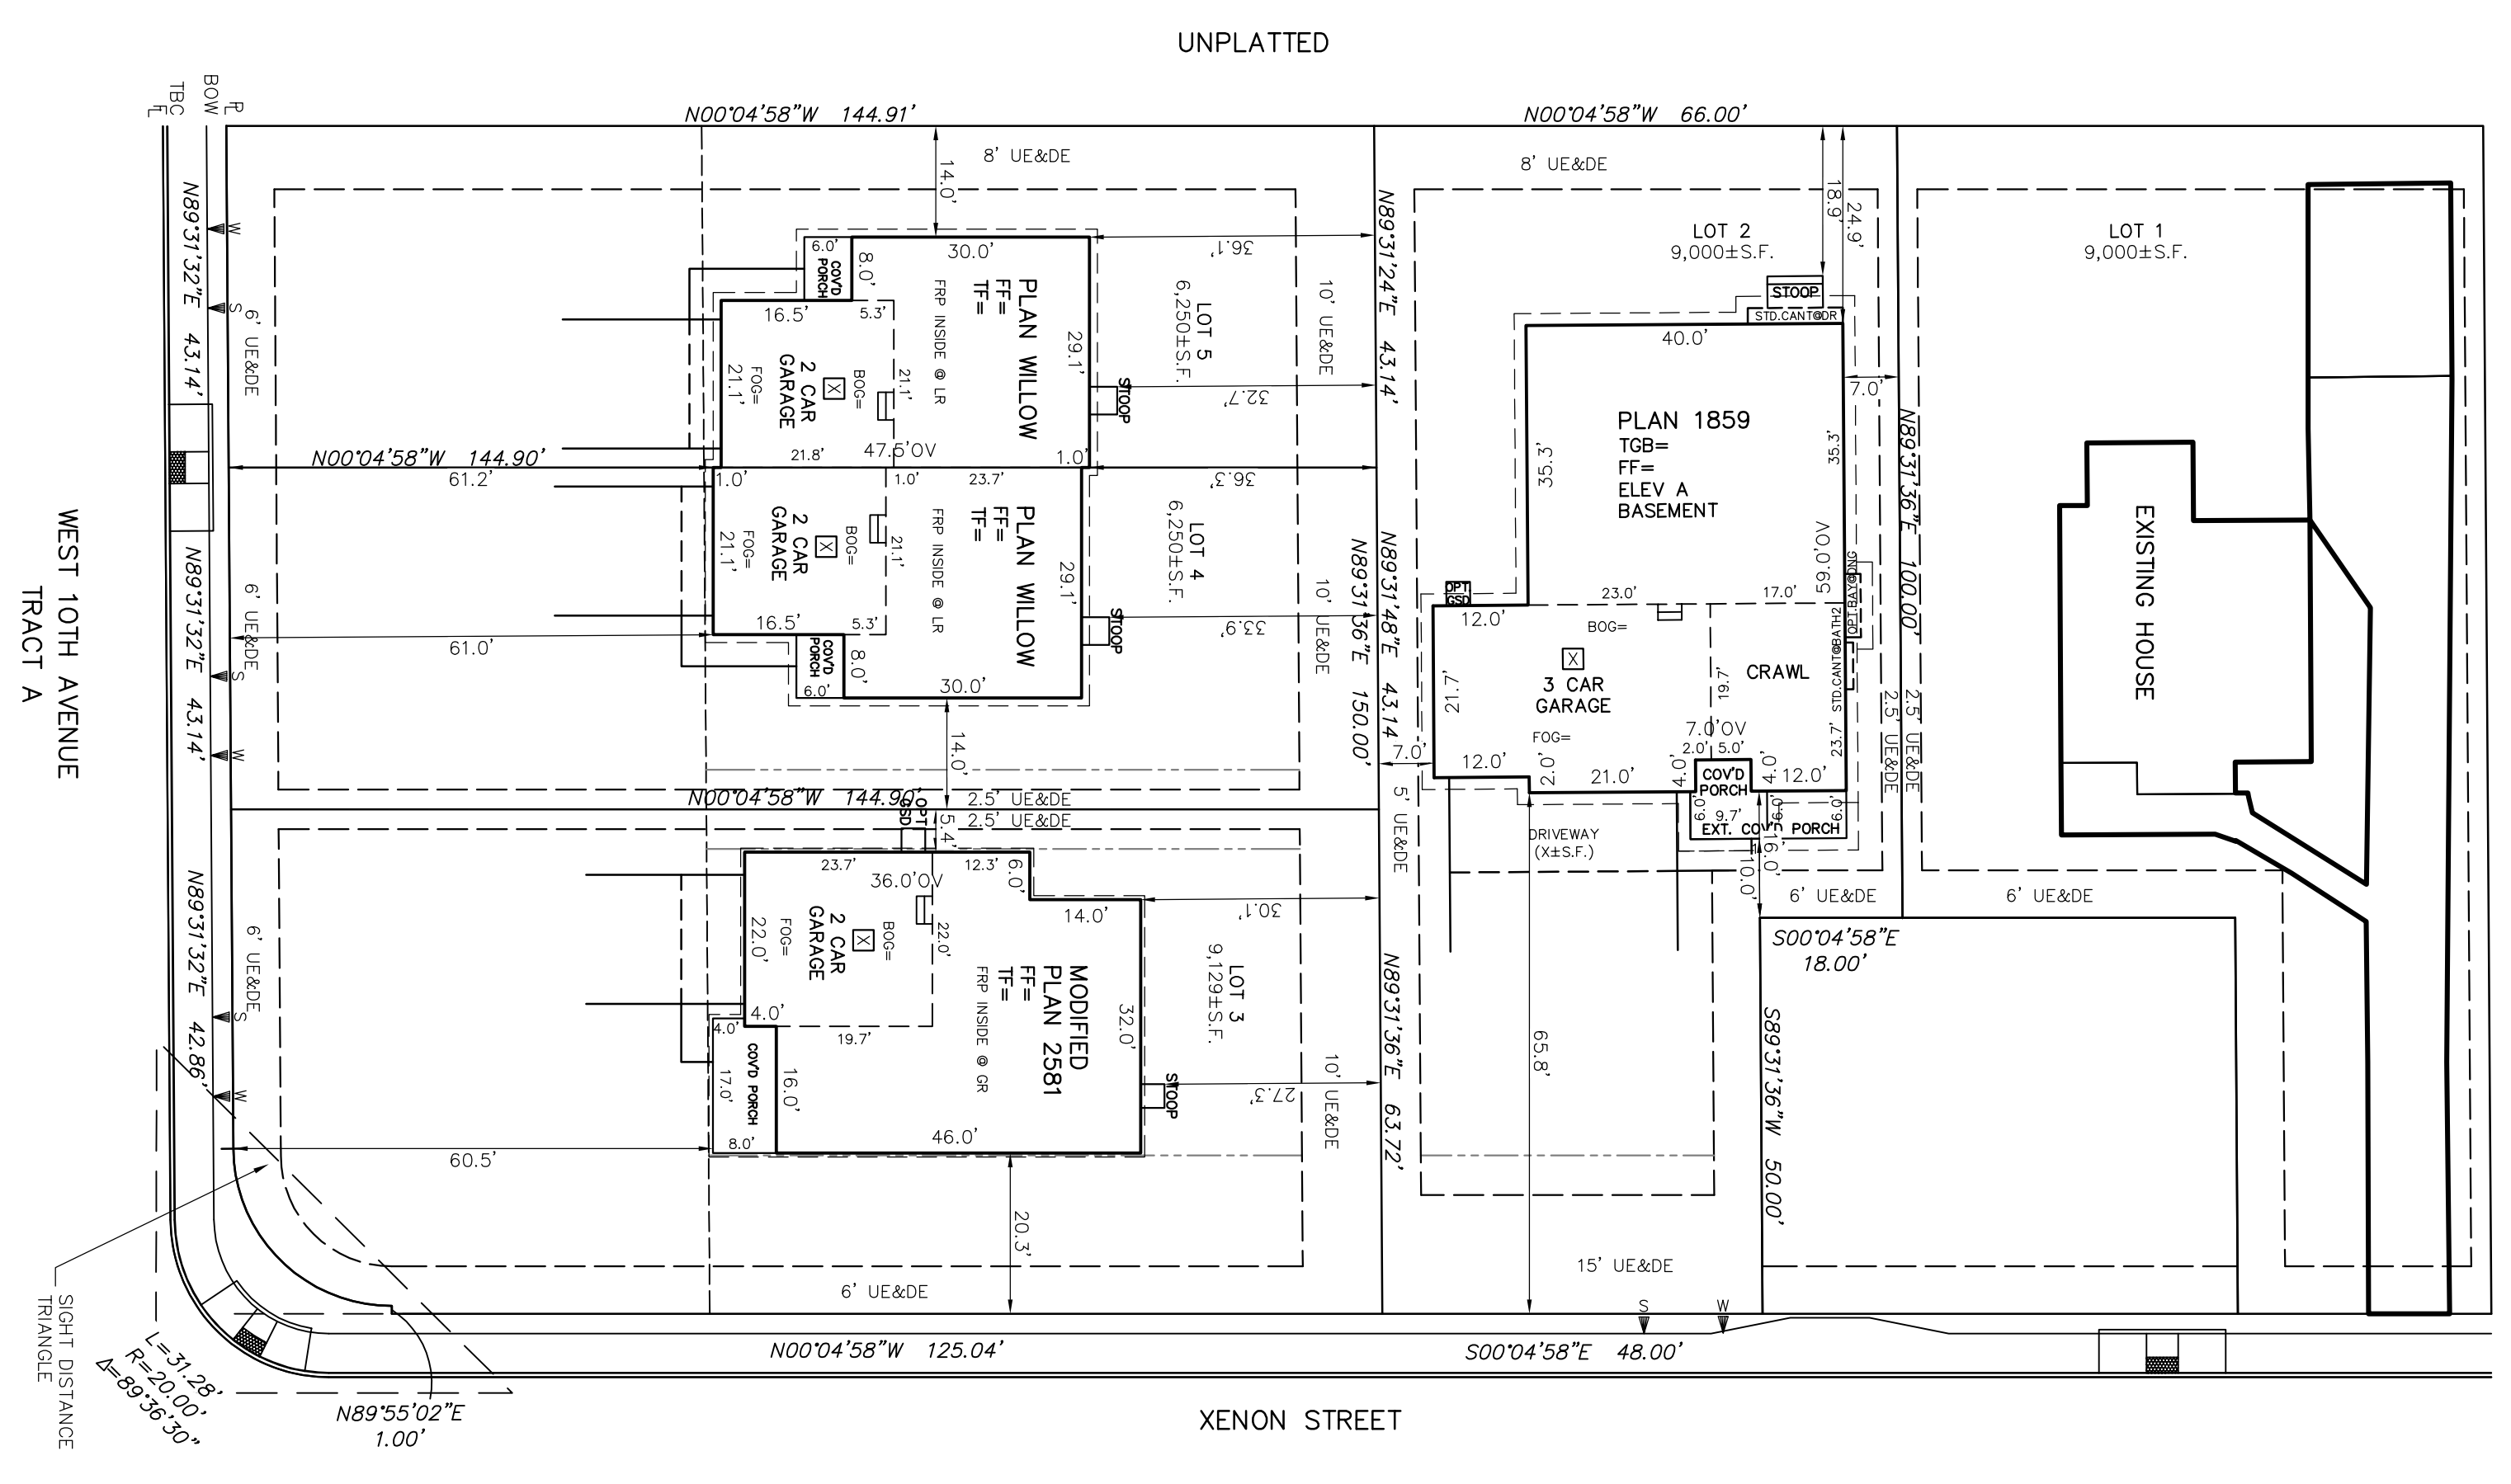 UNPLATTED
N00°04'58"W 144.91'
N00°04'58"W 66.00'
FL
TBC
BOW
PL
8' UE&DE
8' UE&DE
14.0'
18.9'
24.9'
LOT 1
9,000±S.F.
LOT 2
9,000±S.F.
STOOP
STD.CANT@DR
40.0'
7.0'
PLAN 1859
TGB=
FF=
ELEV A
BASEMENT
35.3'
35.3'
59.0'OV
OPT.BAY@DNG
STD.CANT@BATH2
23.7'
OPT
GSD
12.0'
23.0'
17.0'
BOG=
X
3 CAR
GARAGE
FOG=
CRAWL
19.7'
21.7'
7.0'
7.0'OV
2.0' 5.0'
12.0'
2.0'
21.0'
4.0'
COV'D
PORCH
4.0'
12.0'
6.0'
9.7'
6.0'
6.0'
EXT. COV'D PORCH
16.0'
10.0'
DRIVEWAY
(X±S.F.)
5' UE&DE
65.8'
15' UE&DE
6' UE&DE
6' UE&DE
2.5' UE&DE
2.5' UE&DE
N89°31'36"E 100.00'
S00°04'58"E
18.00'
S89°31'36"W 50.00'
EXISTING HOUSE
N89°31'24"E 43.14'
N89°31'48"E 43.14
N89°31'36"E 150.00'
N89°31'36"E 63.72'
LOT 5
6,250±S.F.
10' UE&DE
36.1'
32.7'
30.0'
6.0'
COV'D
PORCH
8.0'
16.5'
5.3'
PLAN WILLOW
FF=
TF=
FRP INSIDE @ LR
29.1'
STOOP
2 CAR
GARAGE
X
BOG=
FOG=
21.1'
21.1'
21.8'
47.5'OV
1.0'
N00°04'58"W 144.90'
61.2'
36.3'
1.0'
1.0'
23.7'
LOT 4
6,250±S.F.
10' UE&DE
33.9'
PLAN WILLOW
FF=
TF=
FRP INSIDE @ LR
29.1'
STOOP
2 CAR
GARAGE
X
BOG=
FOG=
21.1'
21.1'
16.5'
5.3'
COV'D
PORCH
8.0'
6.0'
30.0'
61.0'
14.0'
N00°04'58"W 144.90'
2.5' UE&DE
2.5' UE&DE
OPT
GSD
5.4'
23.7'
12.3'
6.0'
36.0'OV
14.0'
30.1'
LOT 3
9,129±S.F.
10' UE&DE
27.3'
MODIFIED
PLAN 2581
FF=
TF=
FRP INSIDE @ GR
32.0'
STOOP
2 CAR
GARAGE
X
BOG=
FOG=
22.0'
22.0'
4.0'
4.0'
19.7'
COV'D PORCH
17.0'
16.0'
8.0'
46.0'
60.5'
20.3'
6' UE&DE
6' UE&DE
6' UE&DE
6' UE&DE
N89°31'32"E 43.14'
N89°31'32"E 43.14'
N89°31'32"E 42.86'
W
S
S
W
S
W
WEST 10TH AVENUE
TRACT A
SIGHT DISTANCE
TRIANGLE
L=31.28'
R=20.00'
Δ=89°36'30"
N89°55'02"E
1.00'
N00°04'58"W 125.04'
S
W
S00°04'58"E 48.00'
XENON STREET